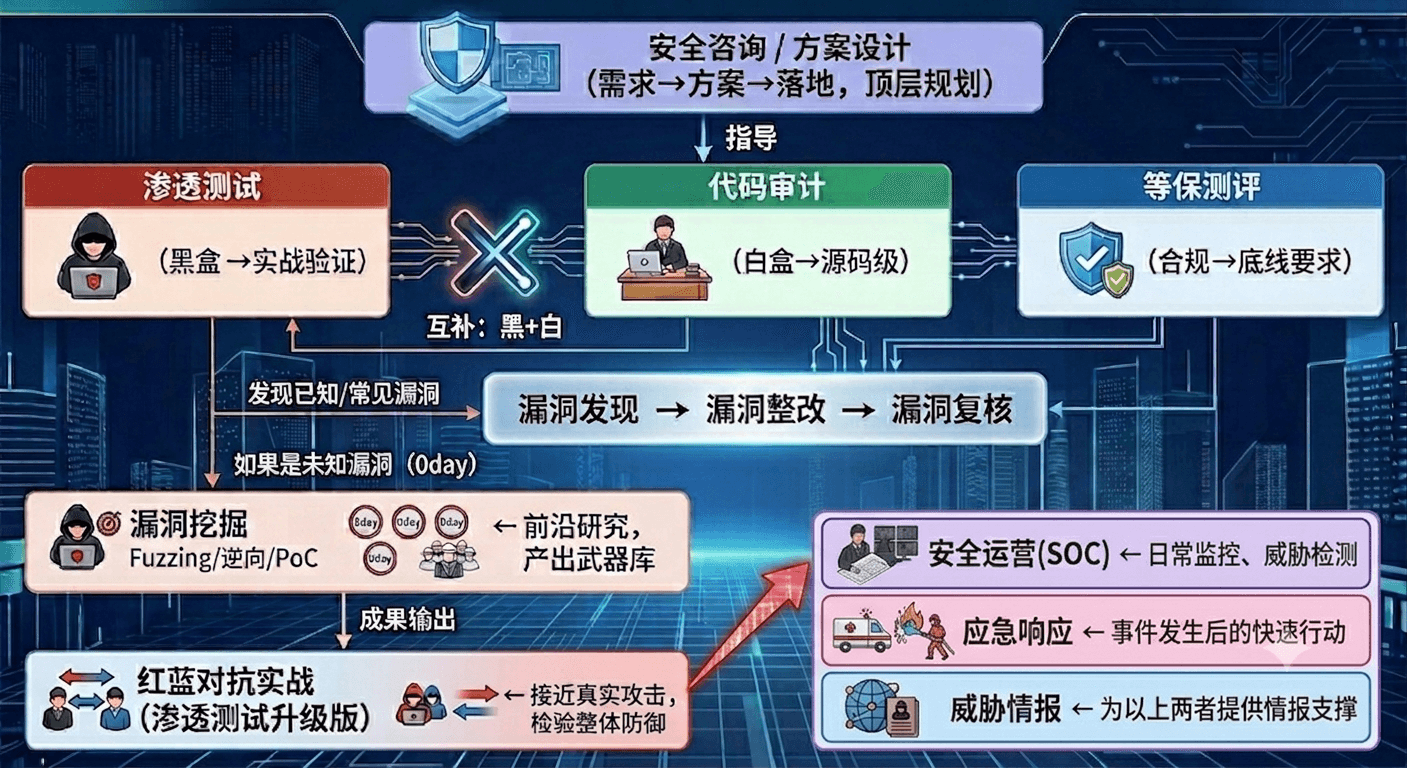 安全咨询 / 方案设计
（需求→方案→落地，顶层规划）
指导
渗透测试
（黑盒→实战验证）
代码审计
（白盒→源码级）
等保测评
（合规→底线要求）
互补：黑+白
发现已知/常见漏洞
漏洞发现 → 漏洞整改 → 漏洞复核
如果是未知漏洞（0day）
漏洞挖掘
Fuzzing/逆向/PoC
← 前沿研究，
产出武器库
成果输出
红蓝对抗实战
（渗透测试升级版）
← 接近真实攻击，
检验整体防御
安全运营(SOC) ← 日常监控、威胁检测
应急响应 ← 事件发生后的快速行动
威胁情报 ← 为以上两者提供情报支撑